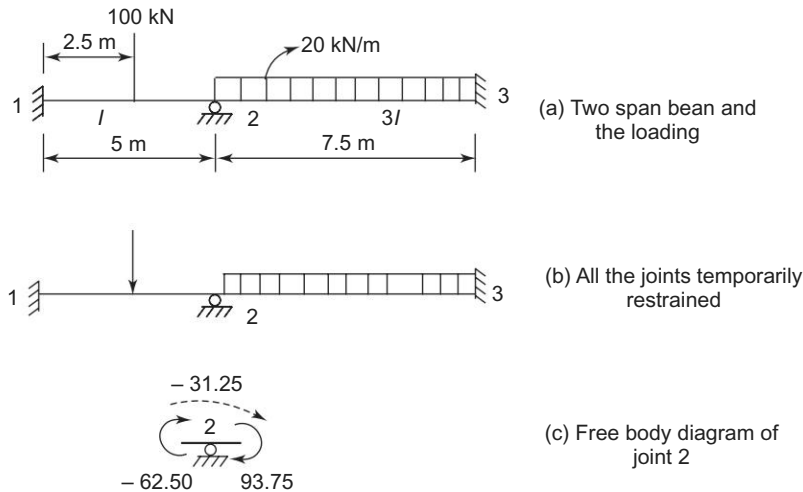 100 kN
2.5 m
20 kN/m
1
3
I
2
3I
5 m
7.5 m
(a) Two span bean and
the loading
1
3
2
(b) All the joints temporarily
restrained
– 31.25
2
– 62.50
93.75
(c) Free body diagram of
joint 2